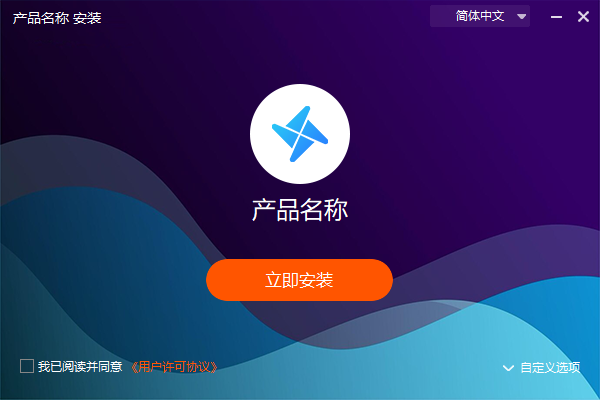 产品名称 安装
简体中文
产品名称
立即安装
我已阅读并同意 《用户许可协议》
自定义选项